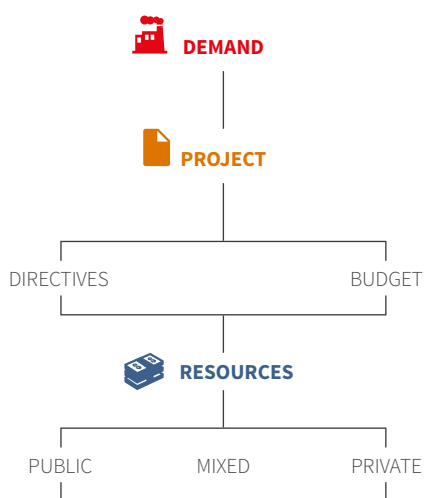 DEMAND
PROJECT
DIRECTIVES BUDGET
RESOURCES
PUBLIC MIXED PRIVATE